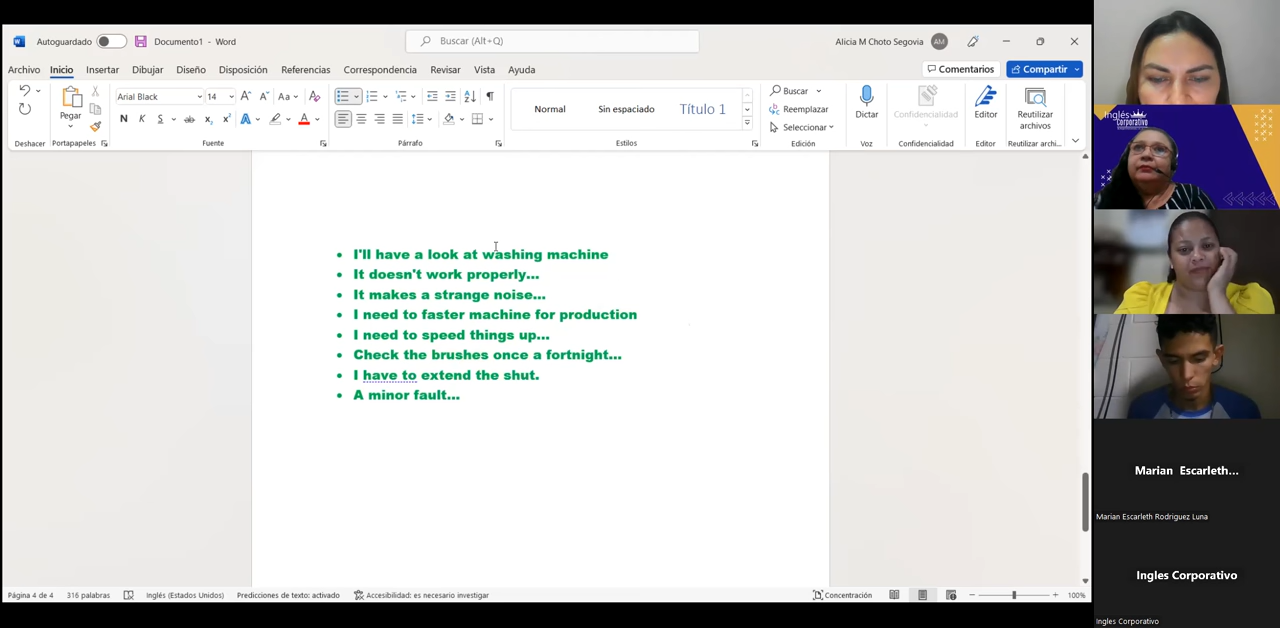 Autoguardado
Documento1 - Word
Buscar (Alt+Q)
Alicia M Choto Segovia
AM
Archivo Inicio Insertar Dibujar Diseño Disposición Referencias Correspondencia Revisar Vista Ayuda
Comentarios
Compartir
Pegar
Arial Black
14
Normal
Sin espaciado
Título 1
Buscar
Reemplazar
Seleccionar
Dictar
Confidencialidad
Editor
Reutilizar archivos
Deshacer
Portapapeles
Fuente
Párrafo
Estilos
Edición
Voz
Confidencialidad
Editor
Reutilizar archi...
• I'll have a look at washing machine
• It doesn't work properly...
• It makes a strange noise...
• I need to faster machine for production
• I need to speed things up...
• Check the brushes once a fortnight...
• I have to extend the shut.
• A minor fault...
Página 4 de 4
316 palabras
Inglés (Estados Unidos)
Predicciones de texto: activado
Accesibilidad: es necesario investigar
Concentración
100%
Inglés
Corporativo
Marian Escarleth...
Marian Escarleth Rodriguez Luna
Ingles Corporativo
Ingles Corporativo